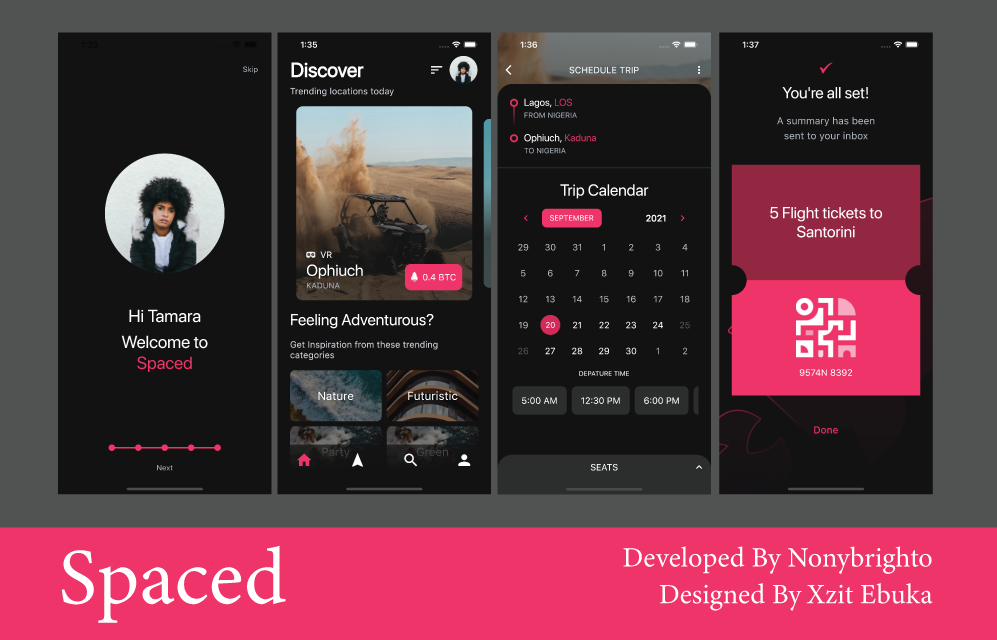 1:33
Skip
Hi Tamara
Welcome to
Spaced
Next
1:35
Discover
Trending locations today
VR
Ophiuch
KADUNA
0.4 BTC
Feeling Adventurous?
Get Inspiration from these trending
categories
Nature
Futuristic
Party
Green
1:36
SCHEDULE TRIP
Lagos, LOS
FROM NIGERIA
Ophiuch, Kaduna
TO NIGERIA
Trip Calendar
SEPTEMBER 2021
29 30 31 1 2 3 4
5 6 7 8 9 10 11
12 13 14 15 16 17 18
19 20 21 22 23 24 25
26 27 28 29 30 1 2
DEPATURE TIME
5:00 AM 12:30 PM 6:00 PM
SEATS
1:37
You're all set!
A summary has been
sent to your inbox
5 Flight tickets to
Santorini
9574N 8392
Done
Spaced
Developed By Nonybrighto
Designed By Xzit Ebuka